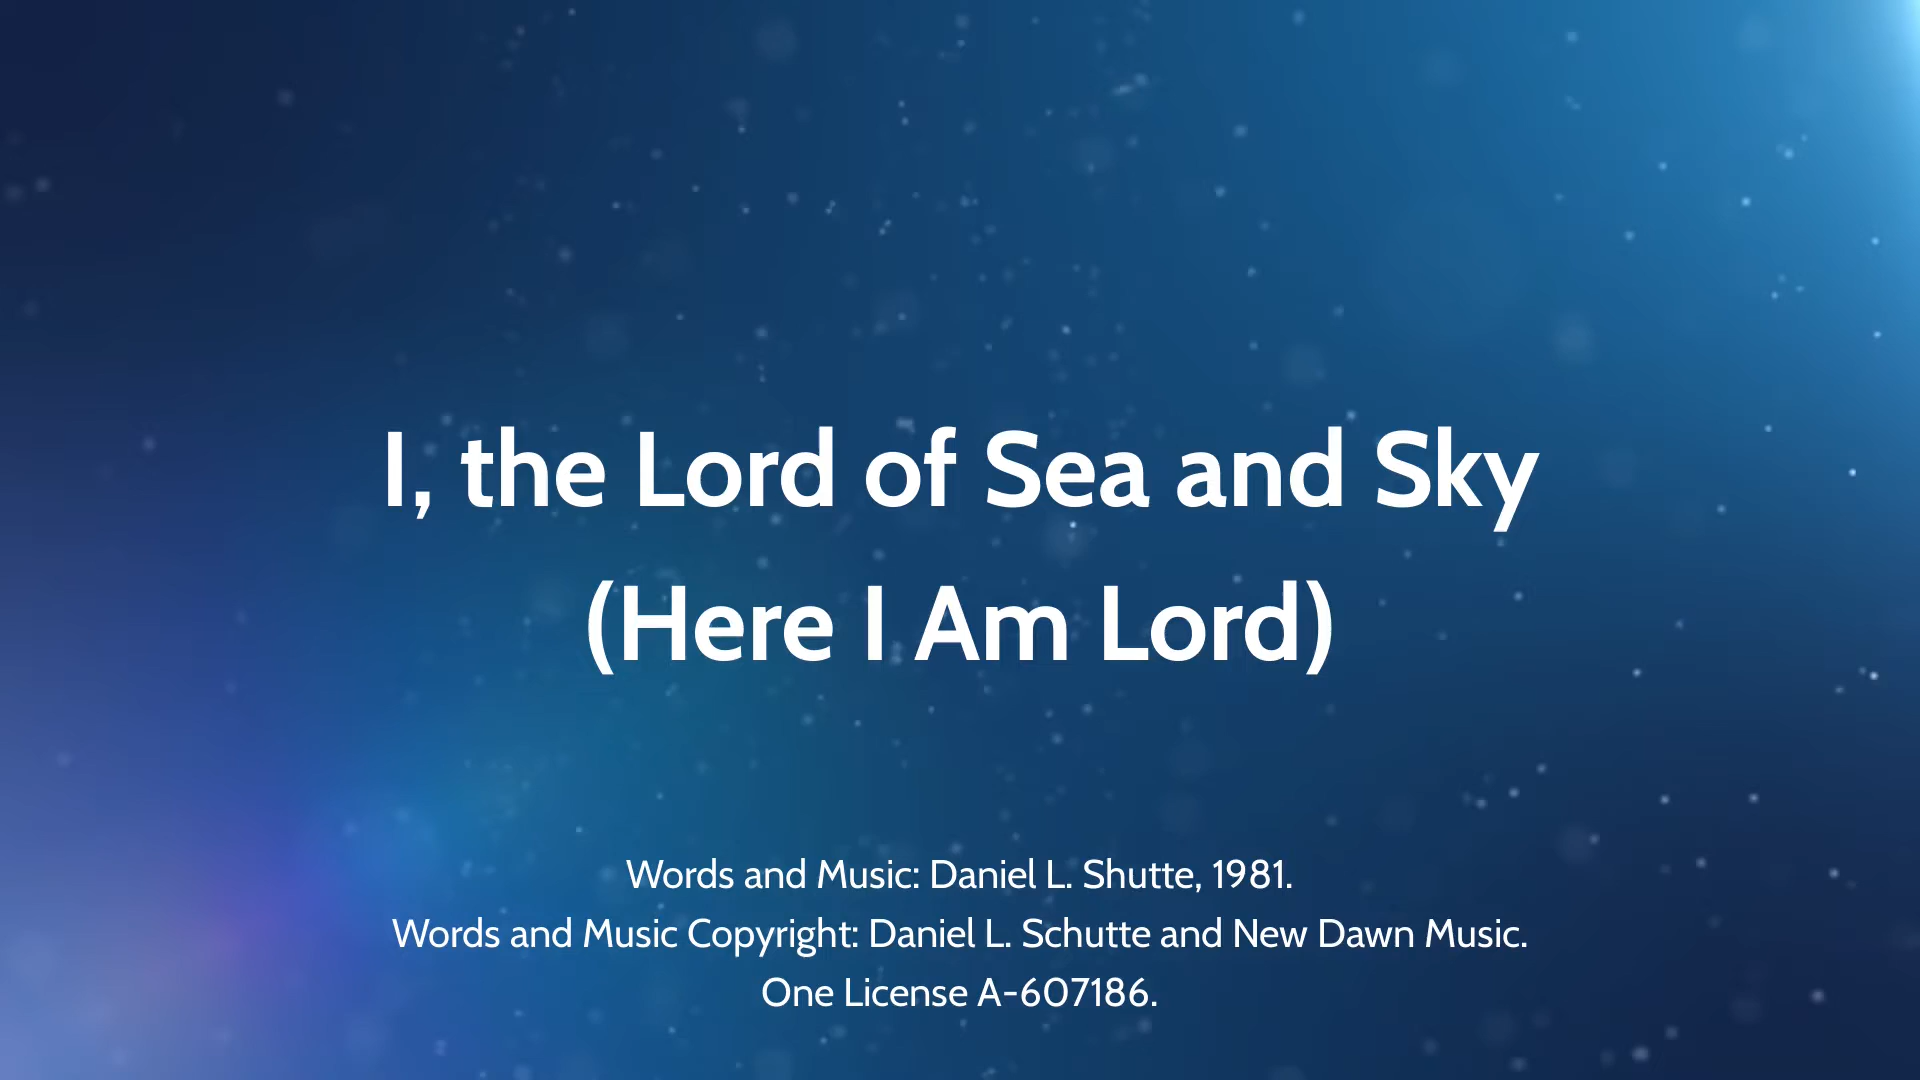 I, the Lord of Sea and Sky
(Here I Am Lord)
Words and Music: Daniel L. Shutte, 1981.
Words and Music Copyright: Daniel L. Schutte and New Dawn Music.
One License A-607186.